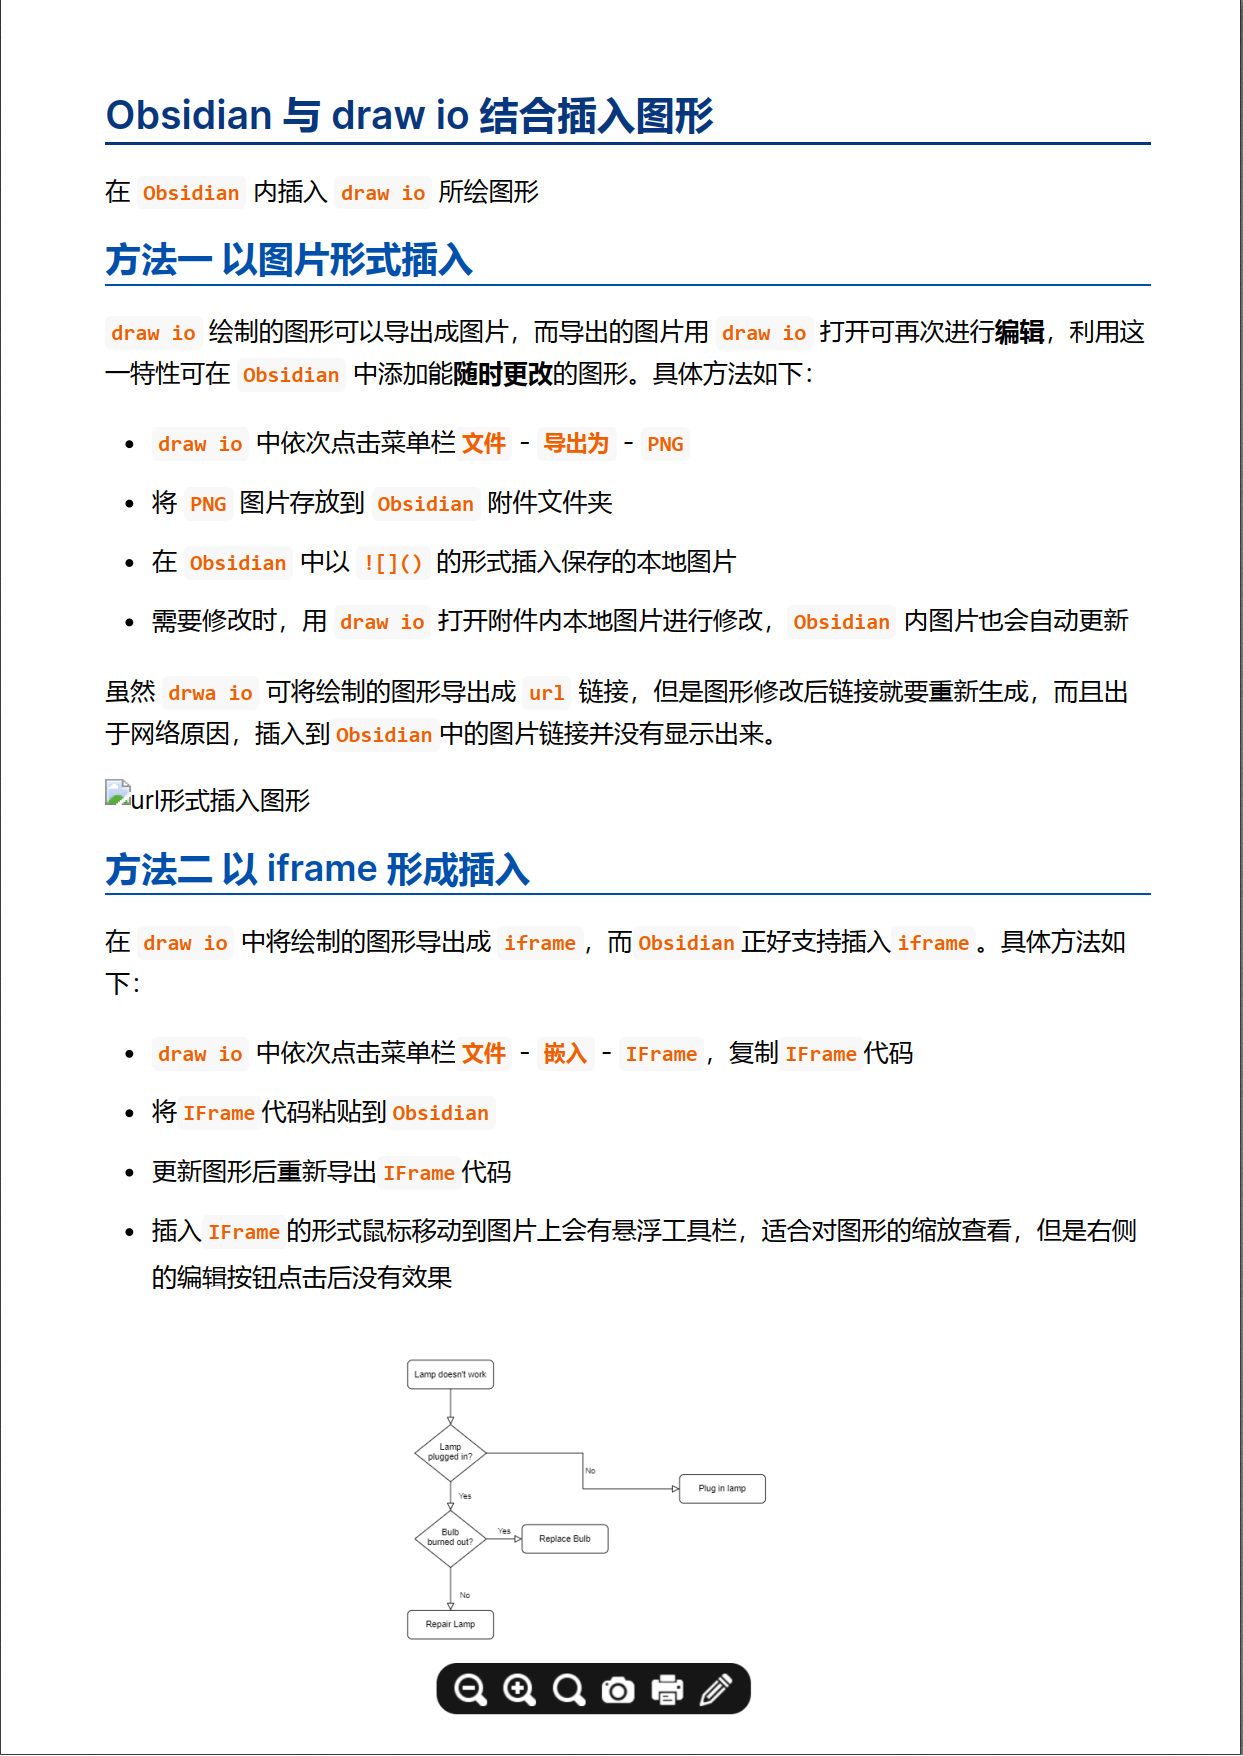 Obsidian 与 draw io 结合插入图形
在 Obsidian 内插入 draw io 所绘图形
方法一 以图片形式插入
draw io 绘制的图形可以导出成图片，而导出的图片用 draw io 打开可再次进行编辑，利用这
一特性可在 Obsidian 中添加能随时更改的图形。具体方法如下：
• draw io 中依次点击菜单栏 文件 - 导出为 - PNG
• 将 PNG 图片存放到 Obsidian 附件文件夹
• 在 Obsidian 中以 ![]() 的形式插入保存的本地图片
• 需要修改时，用 draw io 打开附件内本地图片进行修改，Obsidian 内图片也会自动更新
虽然 drwa io 可将绘制的图形导出成 url 链接，但是图形修改后链接就要重新生成，而且出
于网络原因，插入到 Obsidian 中的图片链接并没有显示出来。
url形式插入图形
方法二 以 iframe 形成插入
在 draw io 中将绘制的图形导出成 iframe ，而 Obsidian 正好支持插入 iframe 。具体方法如
下：
• draw io 中依次点击菜单栏 文件 - 嵌入 - IFrame ，复制 IFrame 代码
• 将 IFrame 代码粘贴到 Obsidian
• 更新图形后重新导出 IFrame 代码
• 插入 IFrame 的形式鼠标移动到图片上会有悬浮工具栏，适合对图形的缩放查看，但是右侧
的编辑按钮点击后没有效果
Lamp doesn't work
Lamp
plugged in?
No
Plug in lamp
Yes
Bulb
burned out?
Yes
Replace Bulb
No
Repair Lamp